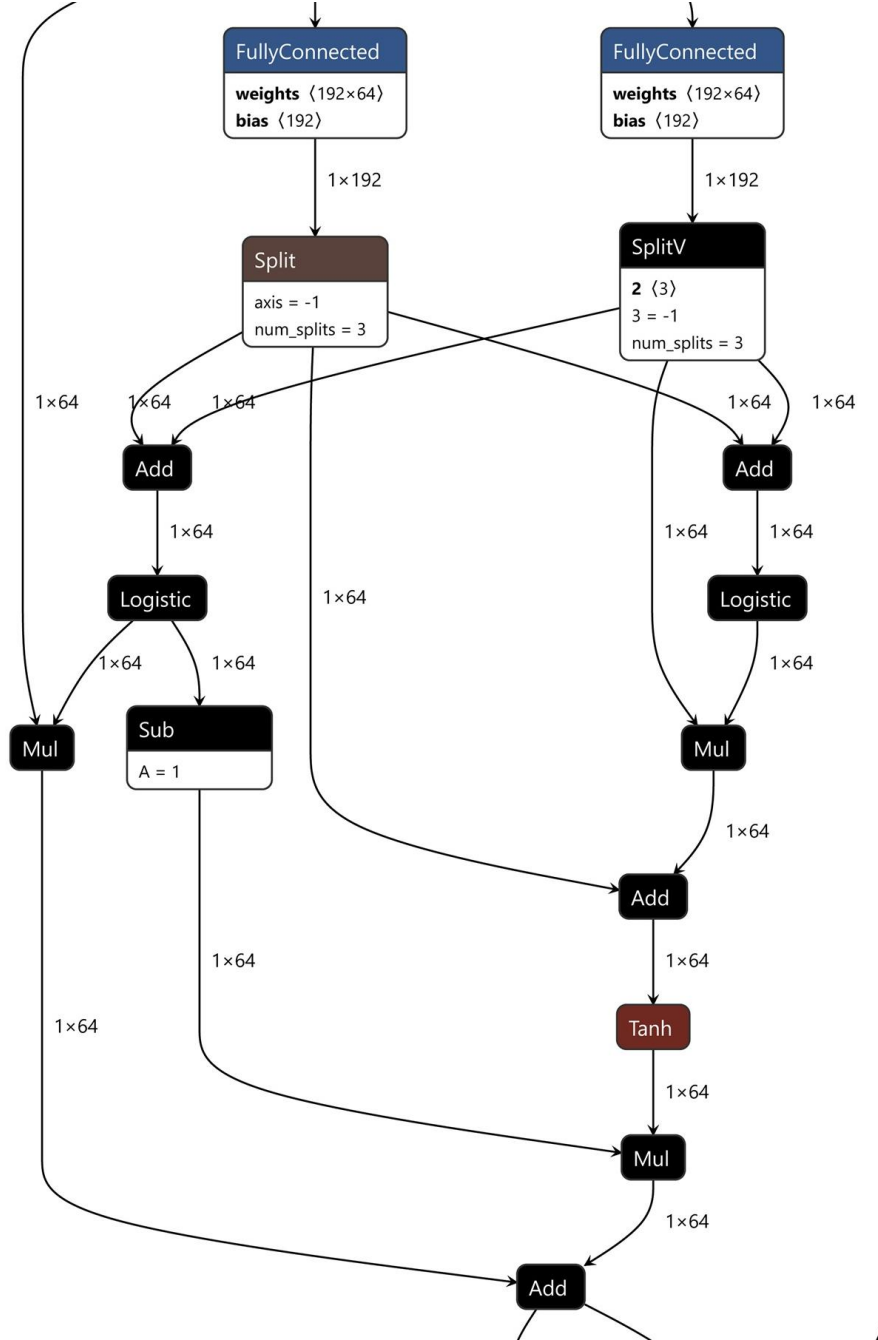 FullyConnected
weights ⟨192×64⟩
bias ⟨192⟩
FullyConnected
weights ⟨192×64⟩
bias ⟨192⟩
1×192
1×192
Split
axis = -1
num_splits = 3
SplitV
2 ⟨3⟩
3 = -1
num_splits = 3
1×64
1×64
1×64
1×64
1×64
Add
Add
1×64
1×64
1×64
Logistic
1×64
Logistic
1×64
1×64
1×64
Mul
Sub
A = 1
Mul
1×64
Add
1×64
1×64
1×64
Tanh
1×64
Mul
1×64
Add